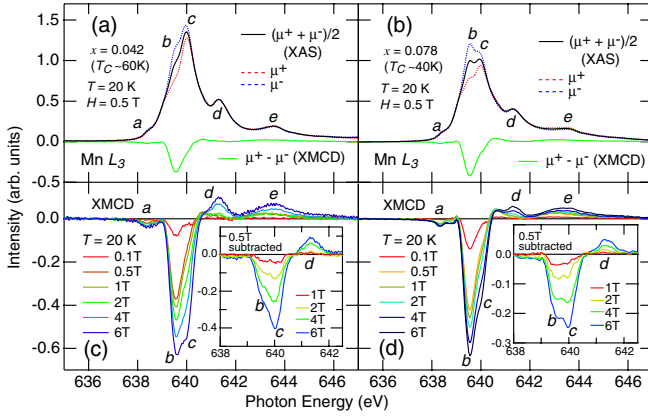 (a)
x = 0.042
(T_C~60K)
T = 20 K
H = 0.5 T
(μ+ + μ-)/2
(XAS)
μ+
μ-
a
b
c
d
e
Mn L3
μ+ - μ- (XMCD)
1.5
1.0
0.5
0.0
(b)
x = 0.078
(T_C~40K)
T = 20 K
H = 0.5 T
(μ+ + μ-)/2
(XAS)
μ+
μ-
a
b
c
d
e
Mn L3
μ+ - μ- (XMCD)
Intensity (arb. units)
-0.5
0.0
-0.2
-0.4
-0.6
XMCD
a
d
e
T = 20 K
0.1T
0.5T
1T
2T
4T
6T
(c)
b
c
0.5T
subtracted
d
b
c
0.0
-0.2
-0.4
638
640
642
1T
2T
4T
6T
XMCD
a
d
e
T = 20 K
0.1T
0.5T
1T
2T
4T
6T
(d)
b
c
0.5T
subtracted
d
b
c
0.0
-0.1
-0.2
-0.3
638
640
642
1T
2T
4T
6T
636
638
640
642
644
646
636
638
640
642
644
646
Photon Energy (eV)